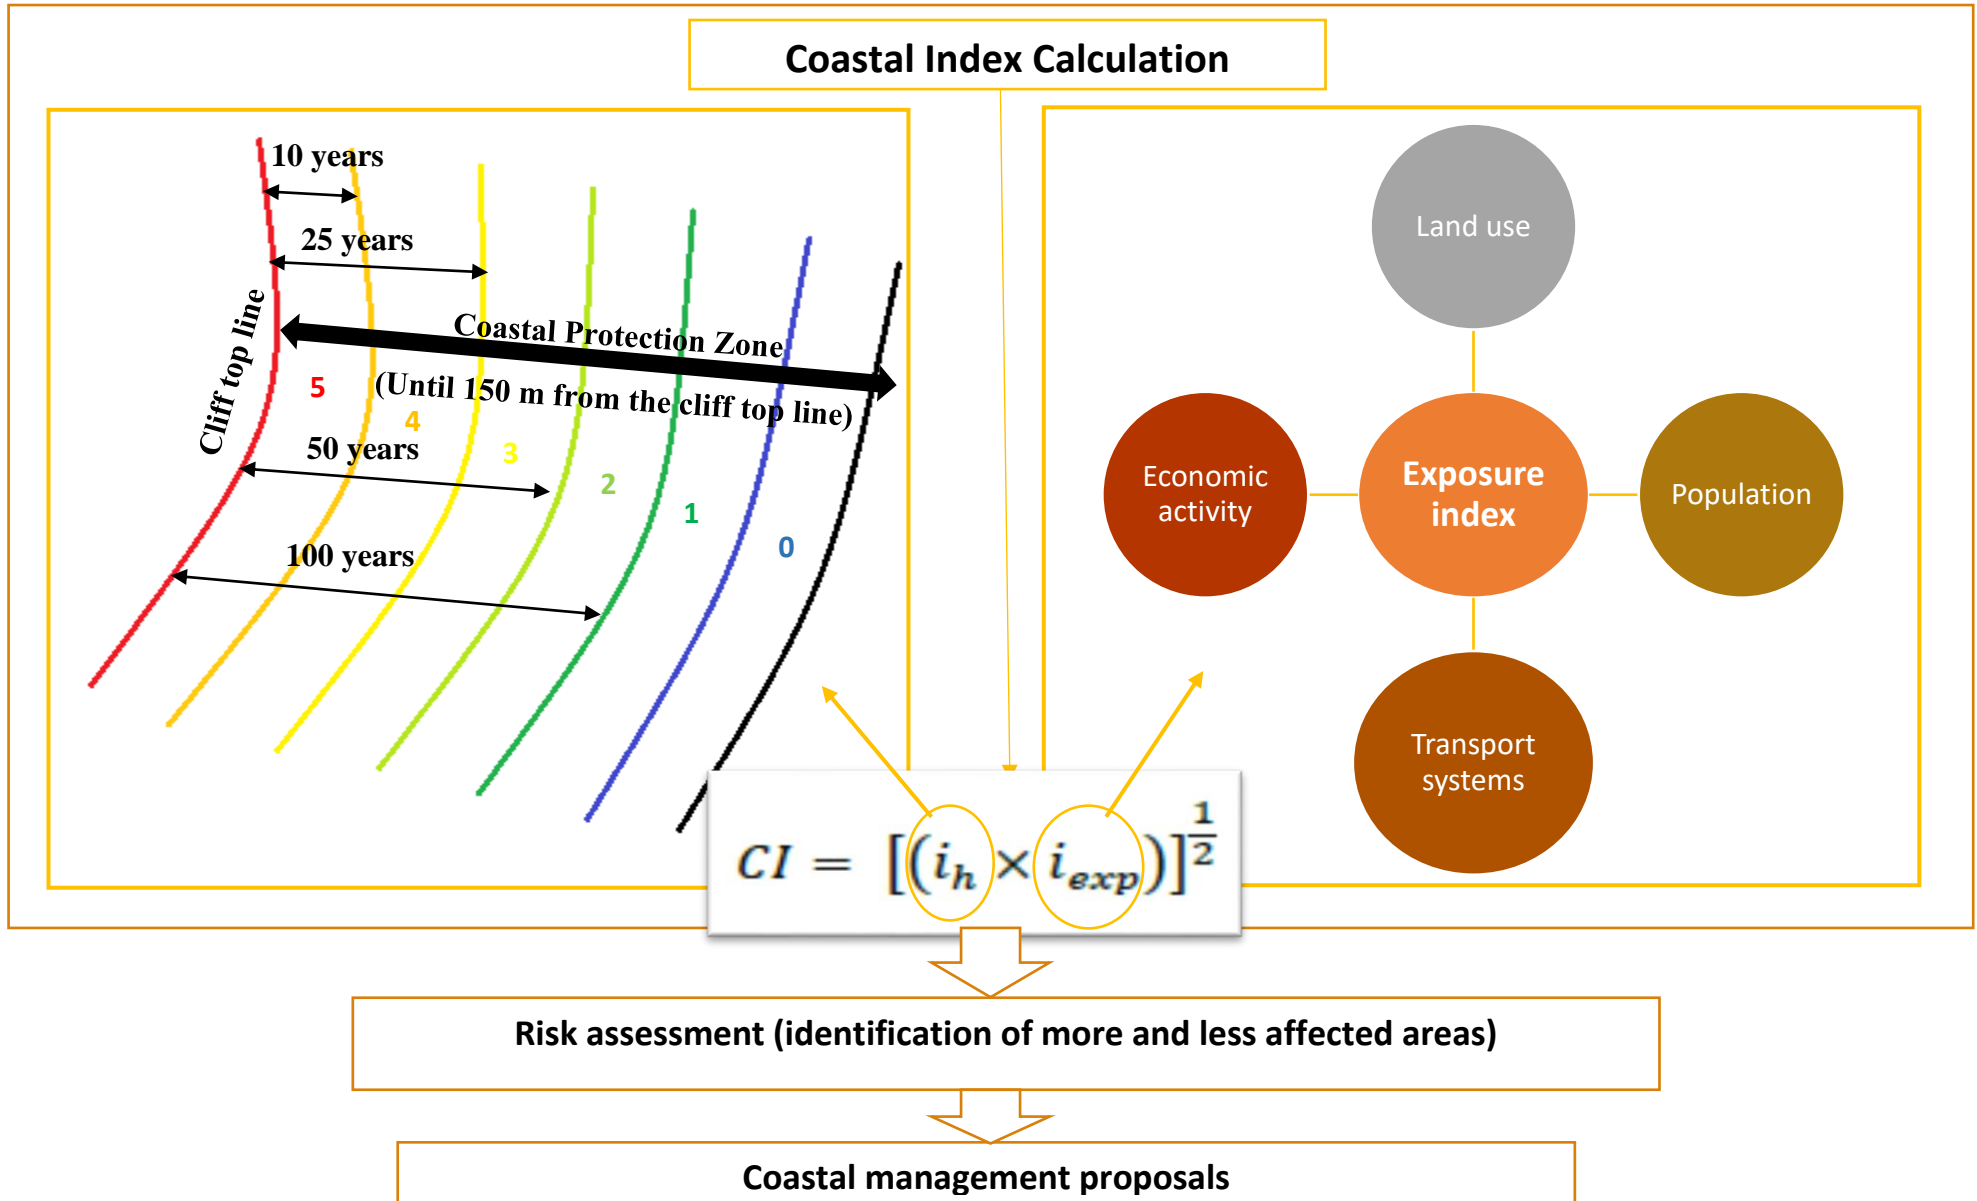 Coastal Index Calculation
10 years
25 years
Cliff top line
Coastal Protection Zone
(Until 150 m from the cliff top line)
5
4
3
2
1
0
50 years
100 years
Land use
Economic
activity
Exposure
index
Population
Transport
systems
CI = [(i_h × i_exp)]^{1/2}
Risk assessment (identification of more and less affected areas)
Coastal management proposals